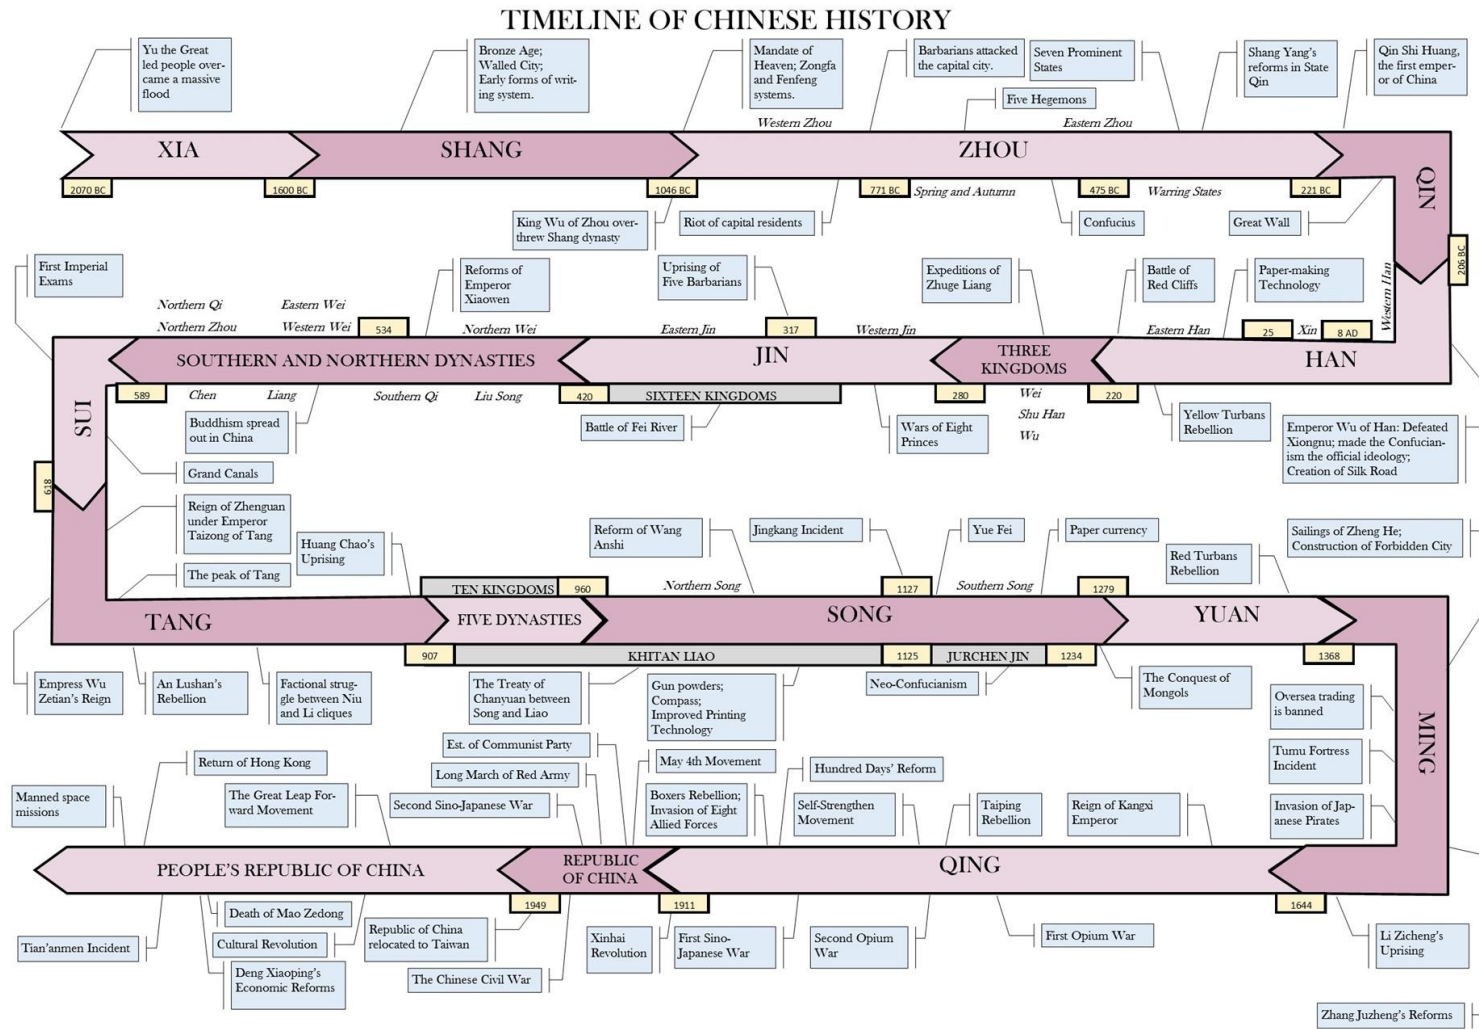 TIMELINE OF CHINESE HISTORY
Yu the Great
led people over-
came a massive
flood
Bronze Age;
Walled City;
Early forms of writ-
ing system.
Mandate of
Heaven; Zongfa
and Fenfeng
systems.
Barbarians attacked
the capital city.
Seven Prominent
States
Five Hegemons
Shang Yang's
reforms in State
Qin
Qin Shi Huang,
the first emper-
or of China
Western Zhou
Eastern Zhou
XIA
SHANG
ZHOU
QIN
2070 BC
1600 BC
1046 BC
771 BC
Spring and Autumn
475 BC
Warring States
221 BC
King Wu of Zhou over-
threw Shang dynasty
Riot of capital residents
Confucius
Great Wall
206 BC
First Imperial
Exams
Reforms of
Emperor
Xiaowen
Uprising of
Five Barbarians
Expeditions of
Zhuge Liang
Battle of
Red Cliffs
Paper-making
Technology
Western Han
Northern Qi
Eastern Wei
Northern Zhou
Western Wei
534
Northern Wei
Eastern Jin
317
Western Jin
Eastern Han
25
Xin
8 AD
SOUTHERN AND NORTHERN DYNASTIES
JIN
THREE
KINGDOMS
HAN
SUI
589
Chen
Liang
Southern Qi
Liu Song
420
SIXTEEN KINGDOMS
280
Wei
Shu Han
Wu
220
Buddhism spread
out in China
Battle of Fei River
Wars of Eight
Princes
Yellow Turbans
Rebellion
Emperor Wu of Han: Defeated
Xiongnu; made the Confucian-
ism the official ideology;
Creation of Silk Road
Grand Canals
618
Reign of Zhenguan
under Emperor
Taizong of Tang
The peak of Tang
Huang Chao's
Uprising
Reform of Wang
Anshi
Jingkang Incident
Yue Fei
Paper currency
Red Turbans
Rebellion
Sailings of Zheng He;
Construction of Forbidden City
TEN KINGDOMS
960
Northern Song
1127
Southern Song
1279
TANG
FIVE DYNASTIES
SONG
YUAN
MING
907
KHITAN LIAO
1125
JURCHEN JIN
1234
1368
Empress Wu
Zetian's Reign
An Lushan's
Rebellion
Factional strug-
gle between Niu
and Li cliques
The Treaty of
Chanyuan between
Song and Liao
Gun powders;
Compass;
Improved Printing
Technology
Neo-Confucianism
The Conquest of
Mongols
Oversea trading
is banned
Tumu Fortress
Incident
Invasion of Jap-
anese Pirates
Manned space
missions
Return of Hong Kong
The Great Leap For-
ward Movement
Est. of Communist Party
Long March of Red Army
Second Sino-Japanese War
May 4th Movement
Boxers Rebellion;
Invasion of Eight
Allied Forces
Hundred Days' Reform
Self-Strengthen
Movement
Taiping
Rebellion
Reign of Kangxi
Emperor
PEOPLE'S REPUBLIC OF CHINA
REPUBLIC
OF CHINA
QING
1949
1911
1644
Tian'anmen Incident
Death of Mao Zedong
Cultural Revolution
Deng Xiaoping's
Economic Reforms
Republic of China
relocated to Taiwan
The Chinese Civil War
Xinhai
Revolution
First Sino-
Japanese War
Second Opium
War
First Opium War
Li Zicheng's
Uprising
Zhang Juzheng's Reforms